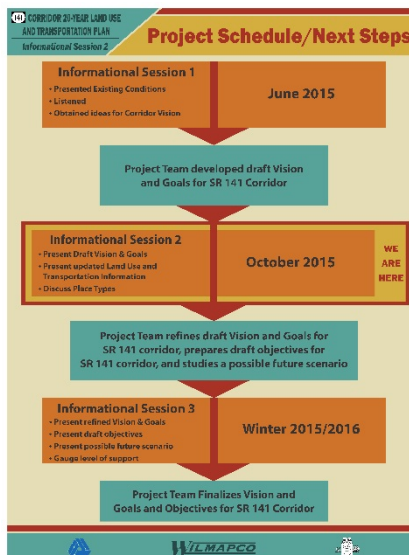 141 CORRIDOR 20-YEAR LAND USE
AND TRANSPORTATION PLAN
Informational Session 2
Project Schedule/Next Steps
Informational Session 1
• Presented Existing Conditions
• Listened
• Obtained ideas for Corridor Vision
June 2015
Project Team developed draft Vision
and Goals for SR 141 Corridor
Informational Session 2
• Present Draft Vision & Goals
• Present updated Land Use and
Transportation Information
• Discuss Place Types
October 2015
WE
ARE
HERE
Project Team refines draft Vision and Goals for
SR 141 corridor, prepares draft objectives for
SR 141 corridor, and studies a possible future scenario
Informational Session 3
• Present refined Vision & Goals
• Present draft objectives
• Present possible future scenario
• Gauge level of support
Winter 2015/2016
Project Team Finalizes Vision and
Goals and Objectives for SR 141 Corridor
WILMAPCO